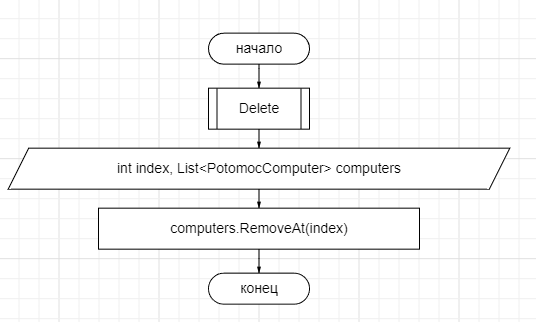 начало
Delete
int index, List<PotomocComputer> computers
computers.RemoveAt(index)
конец